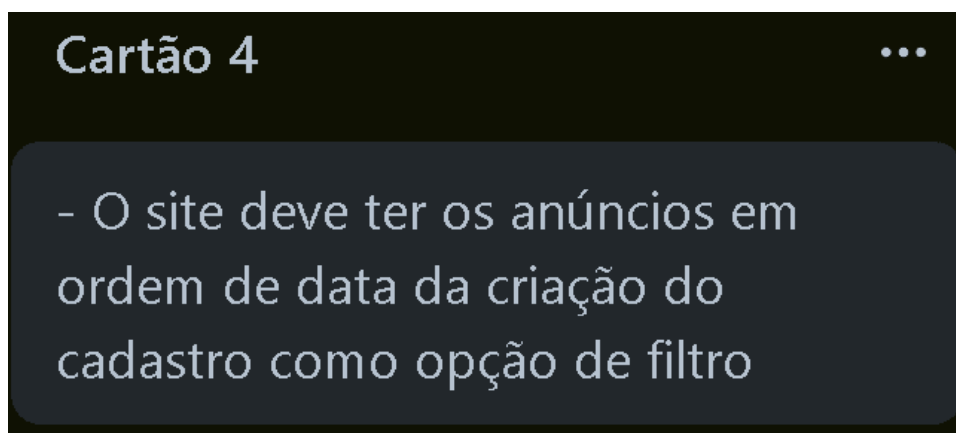 Cartão 4
- O site deve ter os anúncios em
ordem de data da criação do
cadastro como opção de filtro